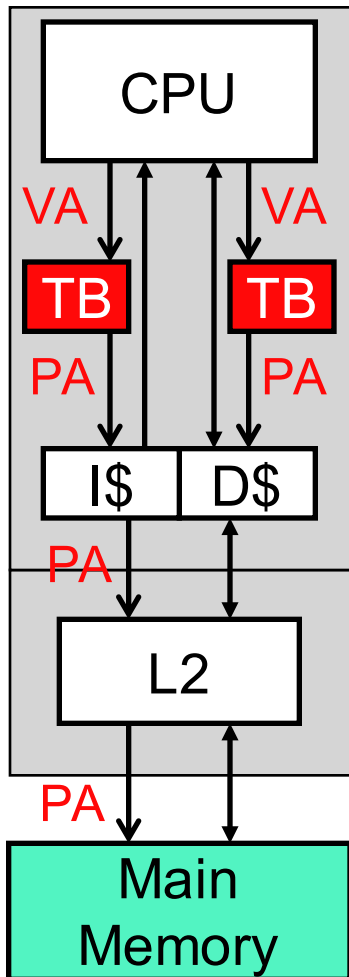 CPU
VA VA
TB TB
PA PA
I$ D$
PA
L2
PA
Main
Memory